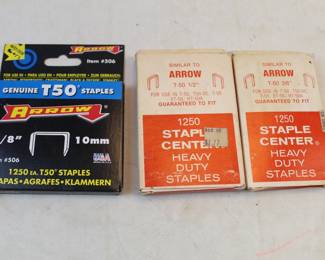 ARROW
Item #506
GENUINE T50® STAPLES
ARROW
/8" 10mm
#506
USA
1250 EA. T50® STAPLES
APAS - AGRAFES - KLAMMERN
SIMILAR TO
ARROW
T-50 1/2"
GUARANTEED TO FIT
1250
STAPLE
CENTER
HEAVY
DUTY
STAPLES
SIMILAR TO
ARROW
T-50 3/8"
GUARANTEED TO FIT
1250
STAPLE
CENTER
HEAVY
DUTY
STAPLES